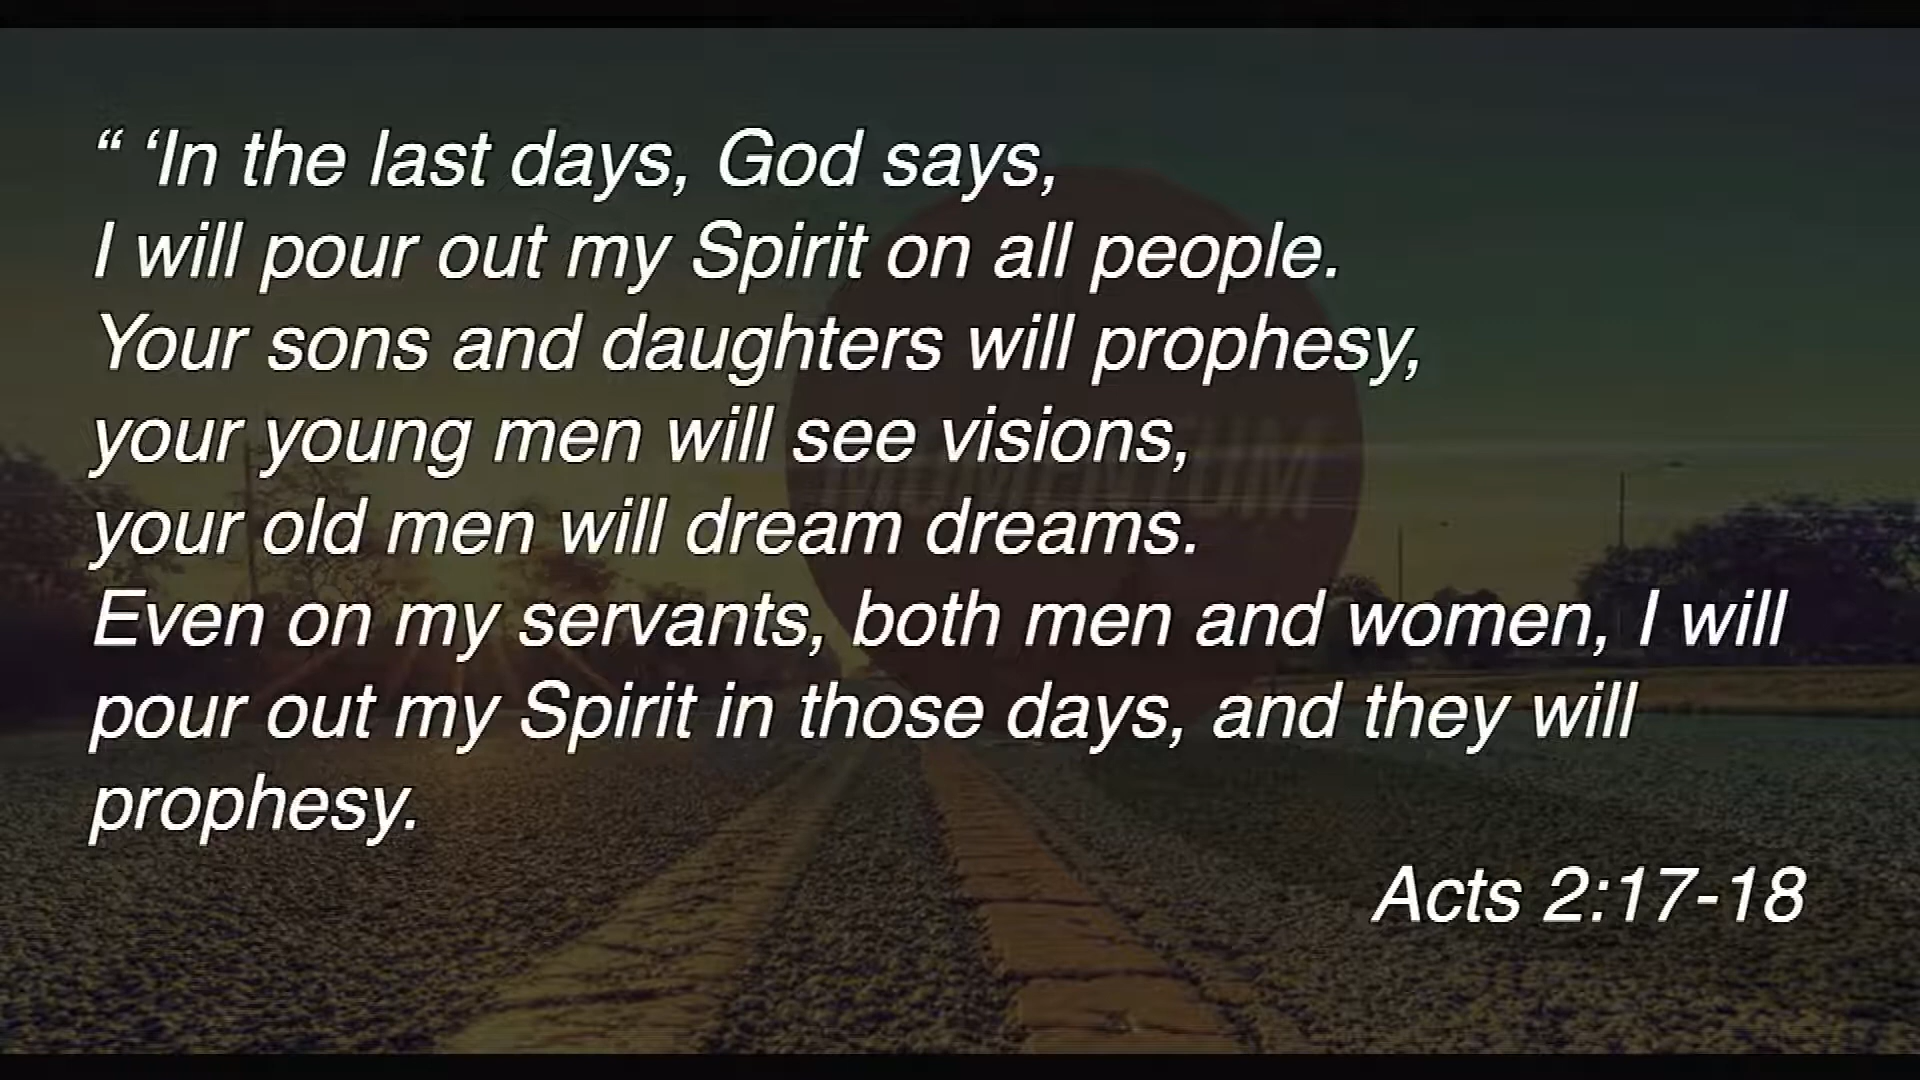 “ ‘In the last days, God says,
I will pour out my Spirit on all people.
Your sons and daughters will prophesy,
your young men will see visions,
your old men will dream dreams.
Even on my servants, both men and women, I will
pour out my Spirit in those days, and they will
prophesy.
Acts 2:17-18
MOMENTUM